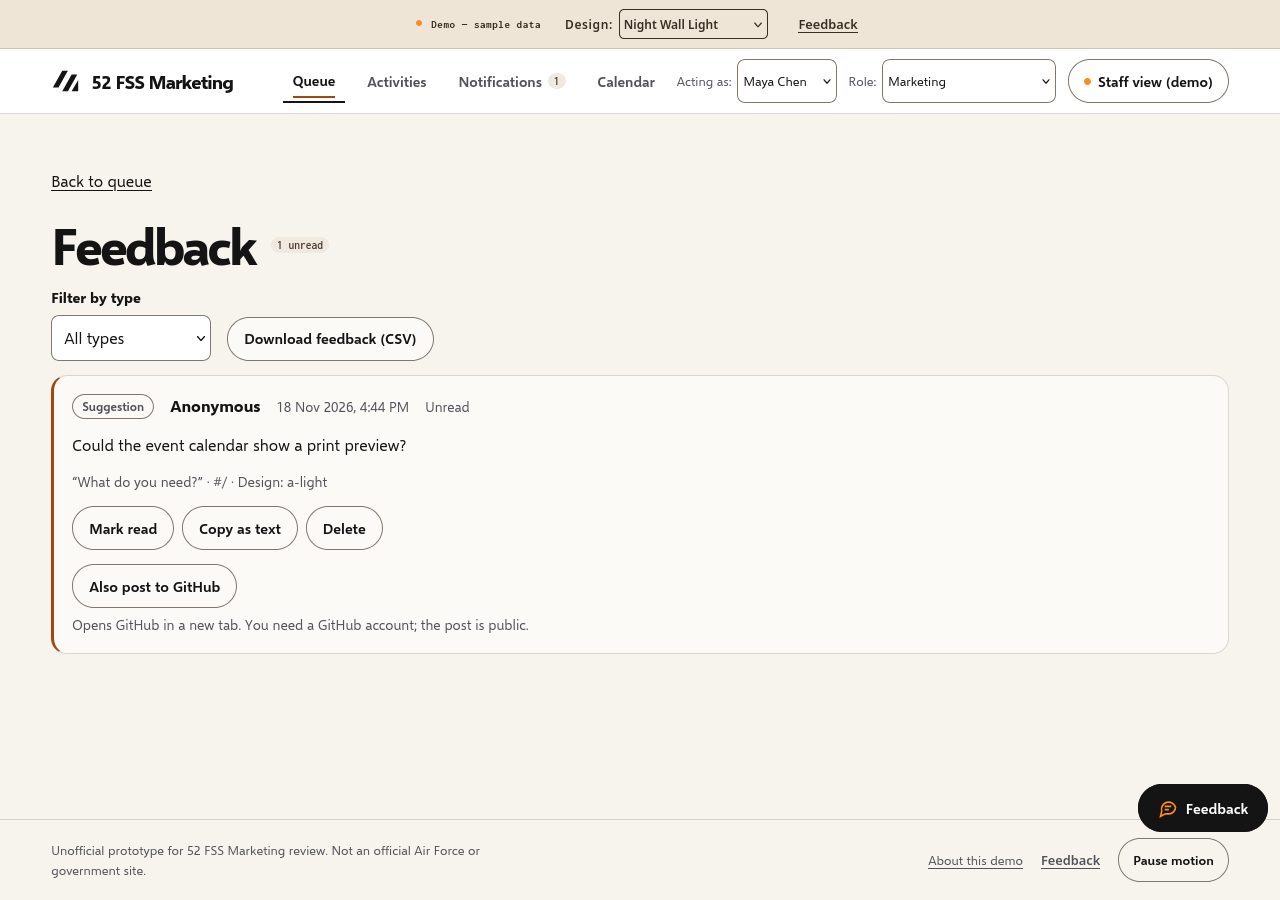 Demo – sample data Design: Night Wall Light Feedback
52 FSS Marketing Queue Activities Notifications 1 Calendar Acting as: Maya Chen Role: Marketing Staff view (demo)
Back to queue
Feedback 1 unread
Filter by type
All types Download feedback (CSV)
Suggestion Anonymous 18 Nov 2026, 4:44 PM Unread
Could the event calendar show a print preview?
“What do you need?” · #/ · Design: a-light
Mark read Copy as text Delete
Also post to GitHub
Opens GitHub in a new tab. You need a GitHub account; the post is public.
Feedback
Unofficial prototype for 52 FSS Marketing review. Not an official Air Force or
government site.
About this demo Feedback Pause motion